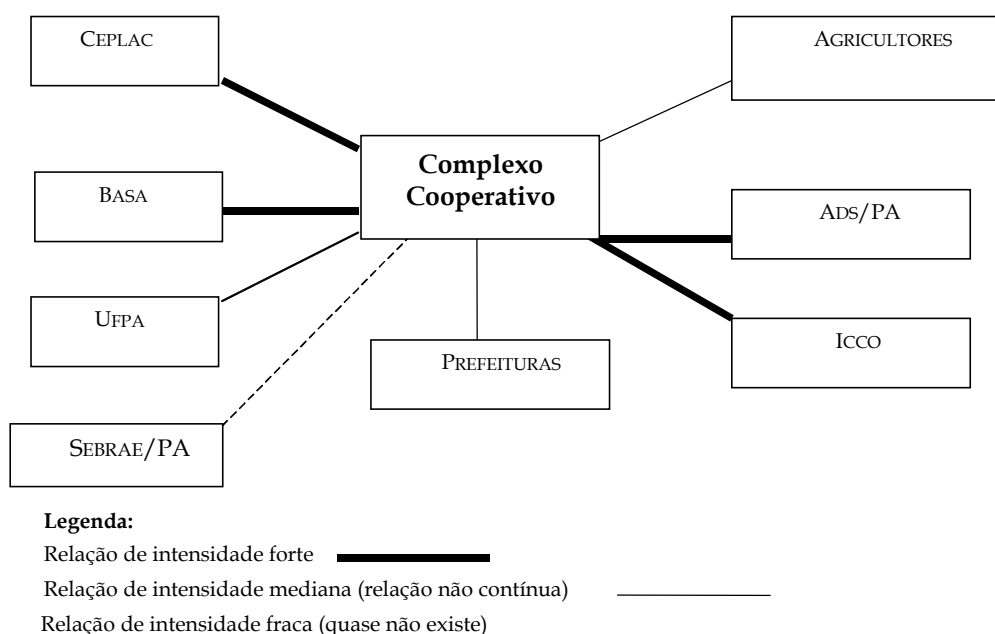 CEPLAC
AGRICULTORES
Complexo
Cooperativo
BASA
ADS/PA
UFPA
ICCO
PREFEITURAS
SEBRAE/PA
Legenda:
Relação de intensidade forte
Relação de intensidade mediana (relação não contínua)
Relação de intensidade fraca (quase não existe)